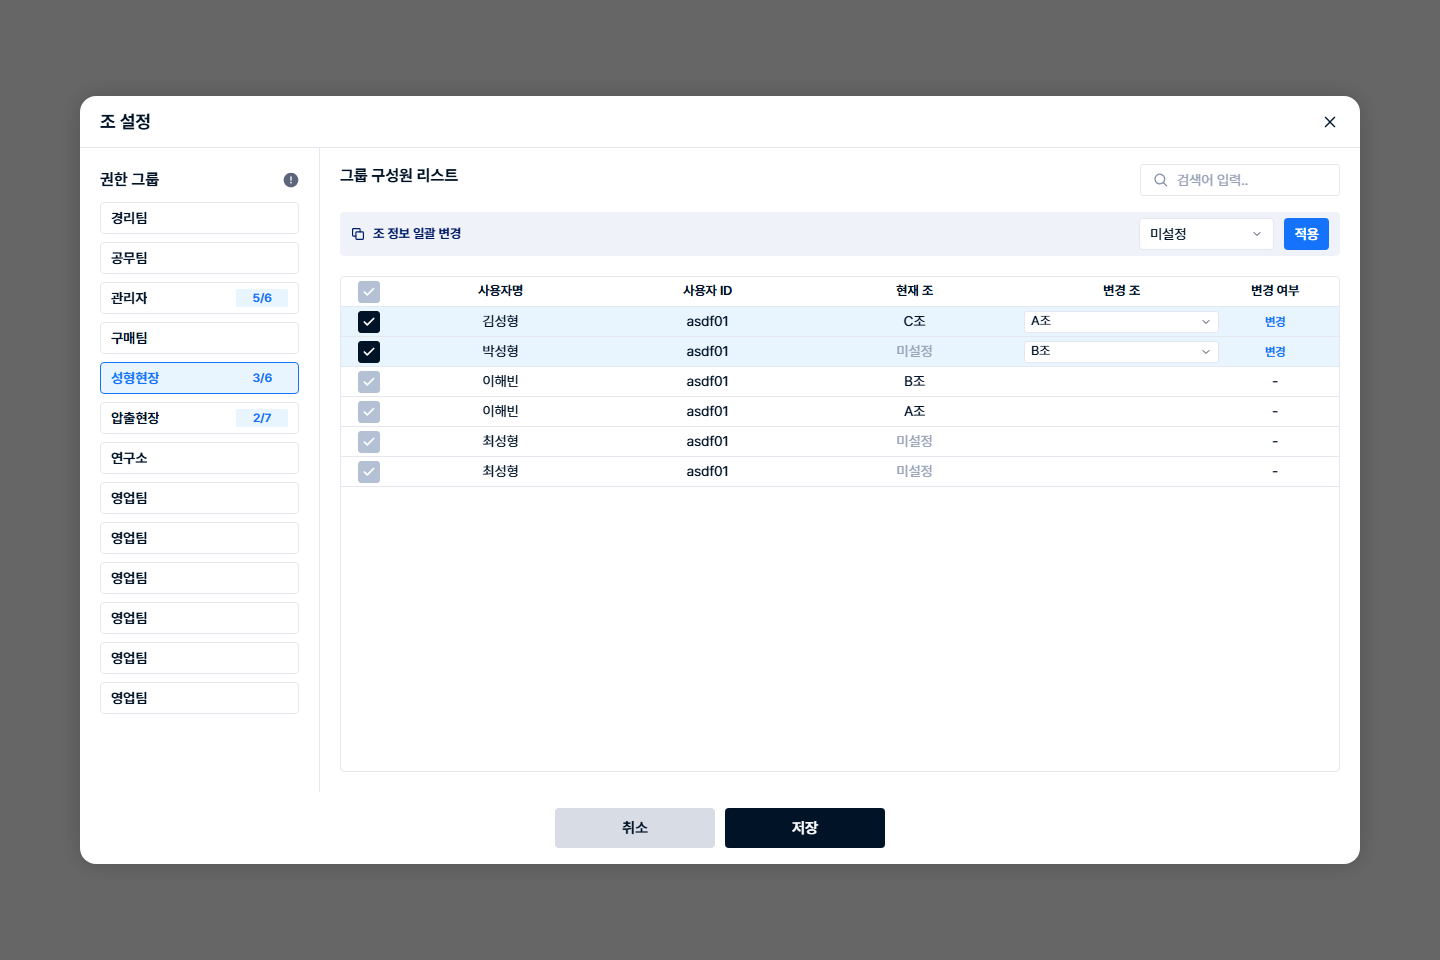 조 설정
권한 그룹
경리팀
공무팀
관리자 5/6
구매팀
성형현장 3/6
압출현장 2/7
연구소
영업팀
영업팀
영업팀
영업팀
영업팀
영업팀
그룹 구성원 리스트
검색어 입력..
조 정보 일괄 변경 미설정 적용
사용자명 사용자 ID 현재 조 변경 조 변경 여부
김성형 asdf01 C조 A조 변경
박성형 asdf01 미설정 B조 변경
이해빈 asdf01 B조 -
이해빈 asdf01 A조 -
최성형 asdf01 미설정 -
최성형 asdf01 미설정 -
취소 저장